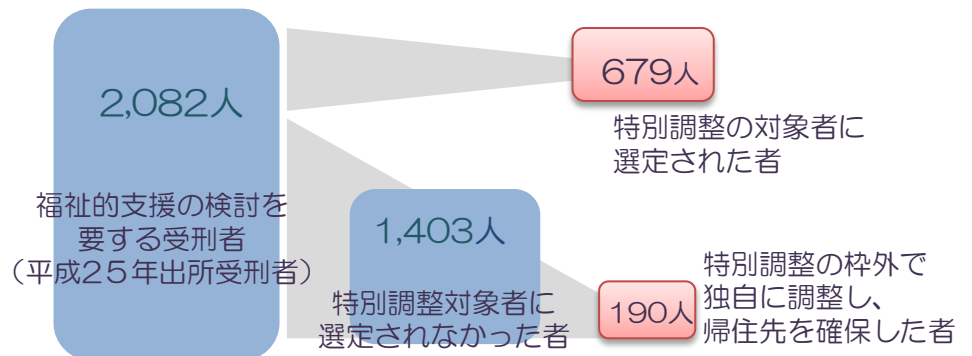 2,082人
福祉的支援の検討を
要する受刑者
（平成２５年出所受刑者）
679人
特別調整の対象者に
選定された者
1,403人
特別調整対象者に
選定されなかった者
190人
特別調整の枠外で
独自に調整し、
帰住先を確保した者